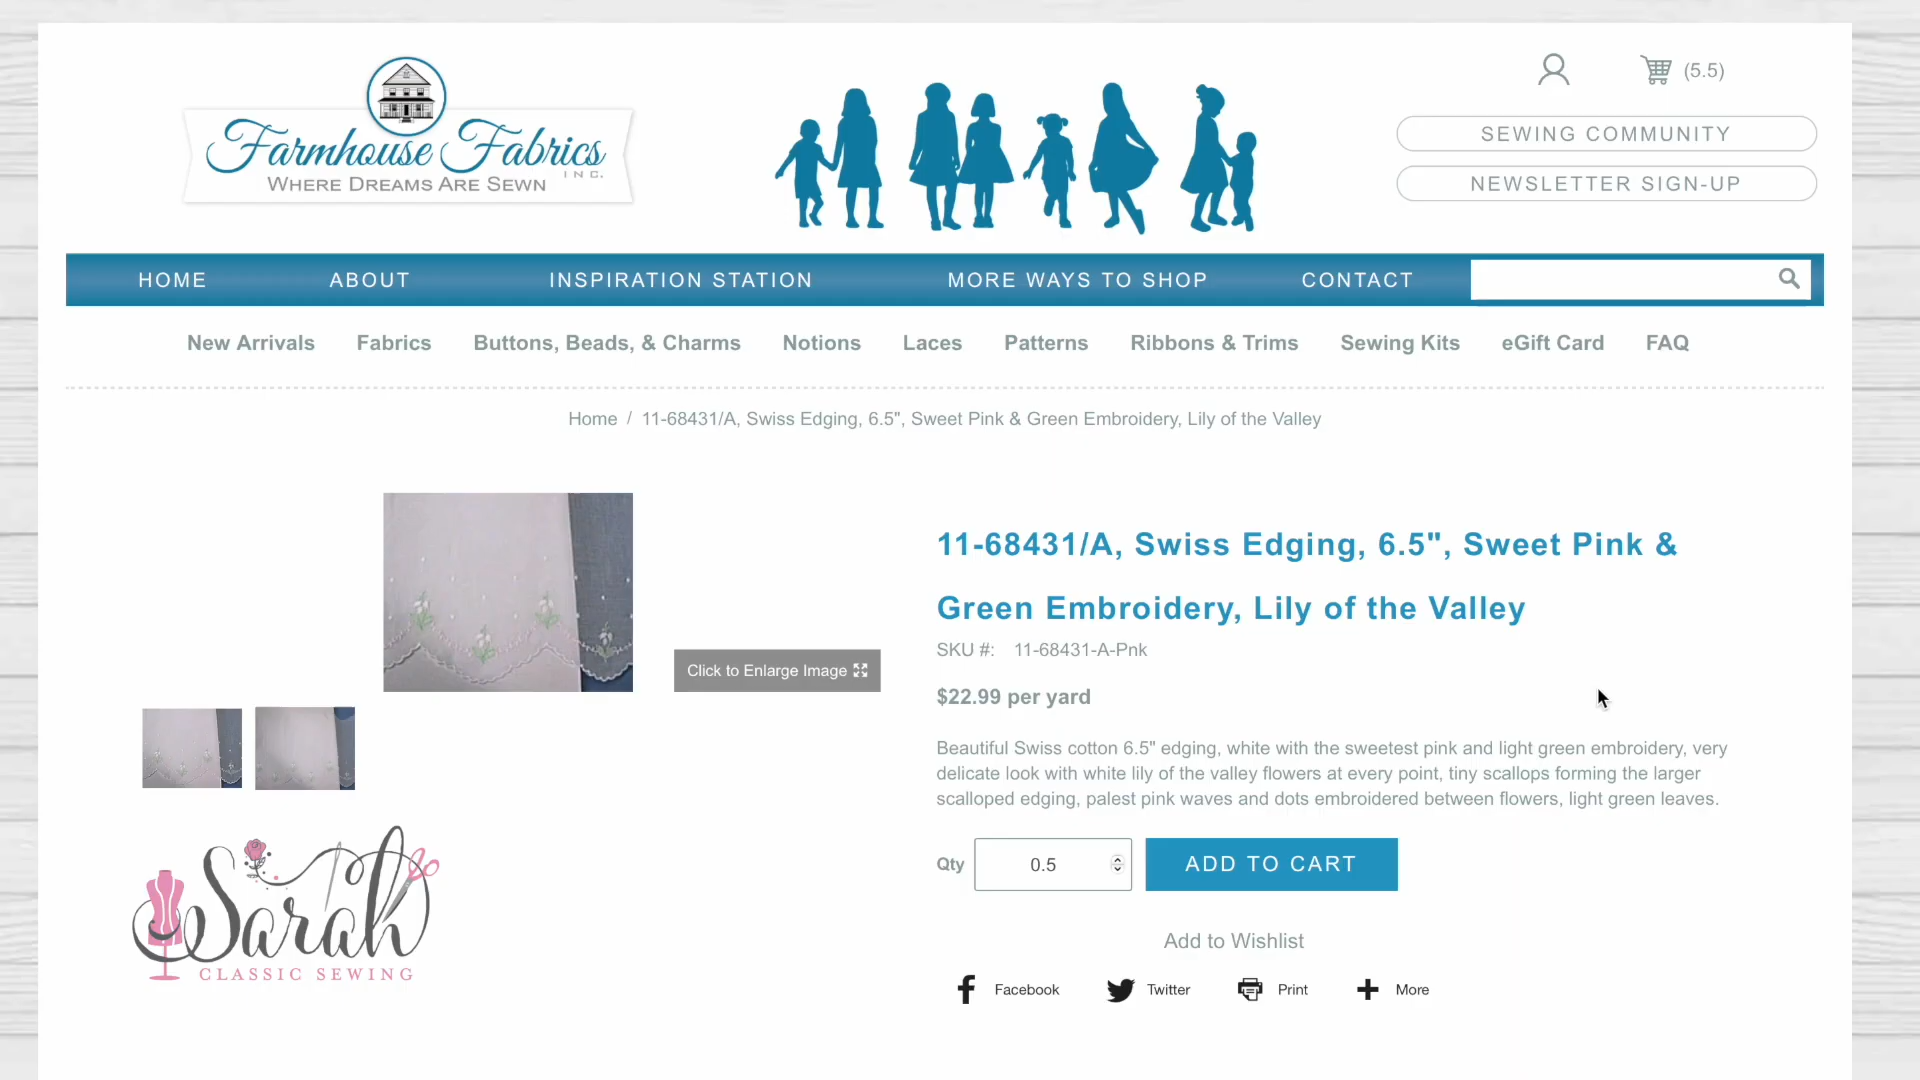 (5.5)
Farmhouse Fabrics
INC.
WHERE DREAMS ARE SEWN
SEWING COMMUNITY
NEWSLETTER SIGN-UP
HOME ABOUT INSPIRATION STATION MORE WAYS TO SHOP CONTACT
New Arrivals Fabrics Buttons, Beads, & Charms Notions Laces Patterns Ribbons & Trims Sewing Kits eGift Card FAQ
Home / 11-68431/A, Swiss Edging, 6.5", Sweet Pink & Green Embroidery, Lily of the Valley
Click to Enlarge Image
11-68431/A, Swiss Edging, 6.5", Sweet Pink &
Green Embroidery, Lily of the Valley
SKU #: 11-68431-A-Pnk
$22.99 per yard
Beautiful Swiss cotton 6.5" edging, white with the sweetest pink and light green embroidery, very
delicate look with white lily of the valley flowers at every point, tiny scallops forming the larger
scalloped edging, palest pink waves and dots embroidered between flowers, light green leaves.
Qty 0.5 ADD TO CART
Add to Wishlist
Facebook Twitter Print More
Sarah
CLASSIC SEWING